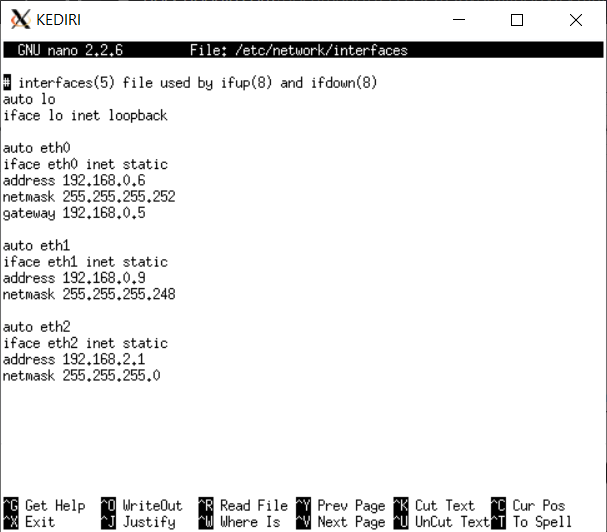 KEDIRI
GNU nano 2.2.6 File: /etc/network/interfaces
# interfaces(5) file used by ifup(8) and ifdown(8)
auto lo
iface lo inet loopback
auto eth0
iface eth0 inet static
address 192.168.0.6
netmask 255.255.255.252
gateway 192.168.0.5
auto eth1
iface eth1 inet static
address 192.168.0.9
netmask 255.255.255.248
auto eth2
iface eth2 inet static
address 192.168.2.1
netmask 255.255.255.0
^G Get Help ^O WriteOut ^R Read File ^Y Prev Page ^K Cut Text ^C Cur Pos
^X Exit ^J Justify ^W Where Is ^V Next Page ^U UnCut Text ^T To Spell